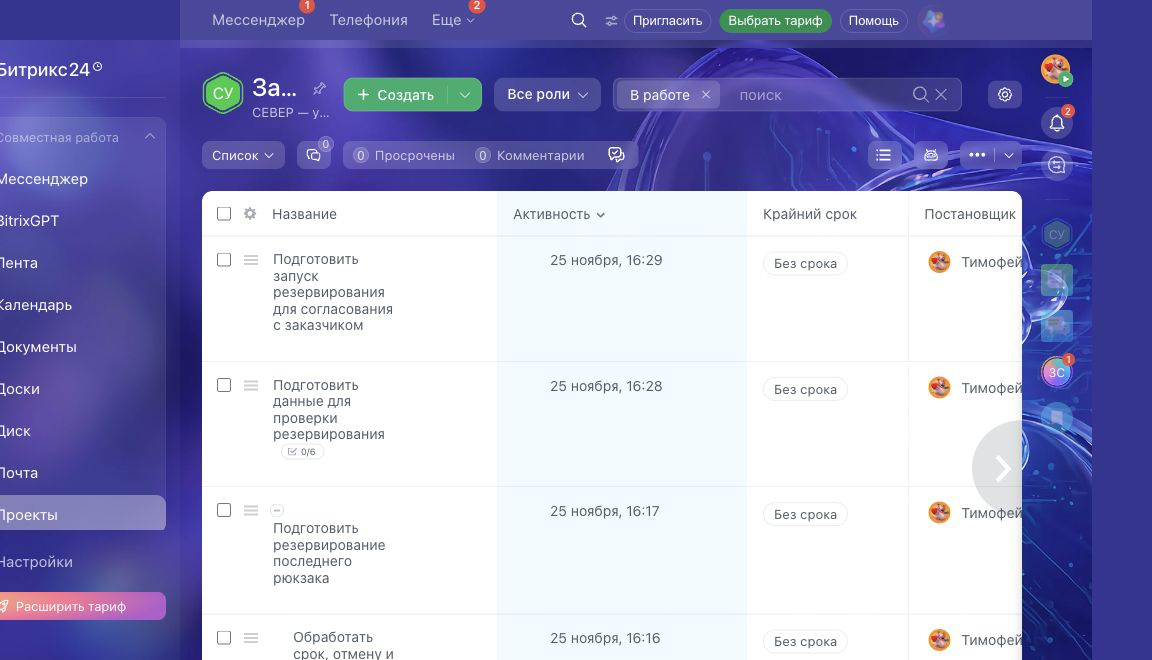 Мессенджер 1 Телефония Еще 2 Пригласить Выбрать тариф Помощь
Битрикс24
СУ За... + Создать Все роли В работе × поиск
СЕВЕР — у...
Совместная работа
Мессенджер
BitrixGPT
Лента
Календарь
Документы
Доски
Диск
Почта
Проекты
Настройки
Расширить тариф
Список 0 0 Просрочены 0 Комментарии
Название Активность Крайний срок Постановщик
Подготовить
запуск
резервирования
для согласования
с заказчиком
25 ноября, 16:29 Без срока Тимофей
Подготовить
данные для
проверки
резервирования
0/6
25 ноября, 16:28 Без срока Тимофей
Подготовить
резервирование
последнего
рюкзака
25 ноября, 16:17 Без срока Тимофей
Обработать
срок, отмену и
25 ноября, 16:16 Без срока Тимофей
2
СУ
ЗС 1